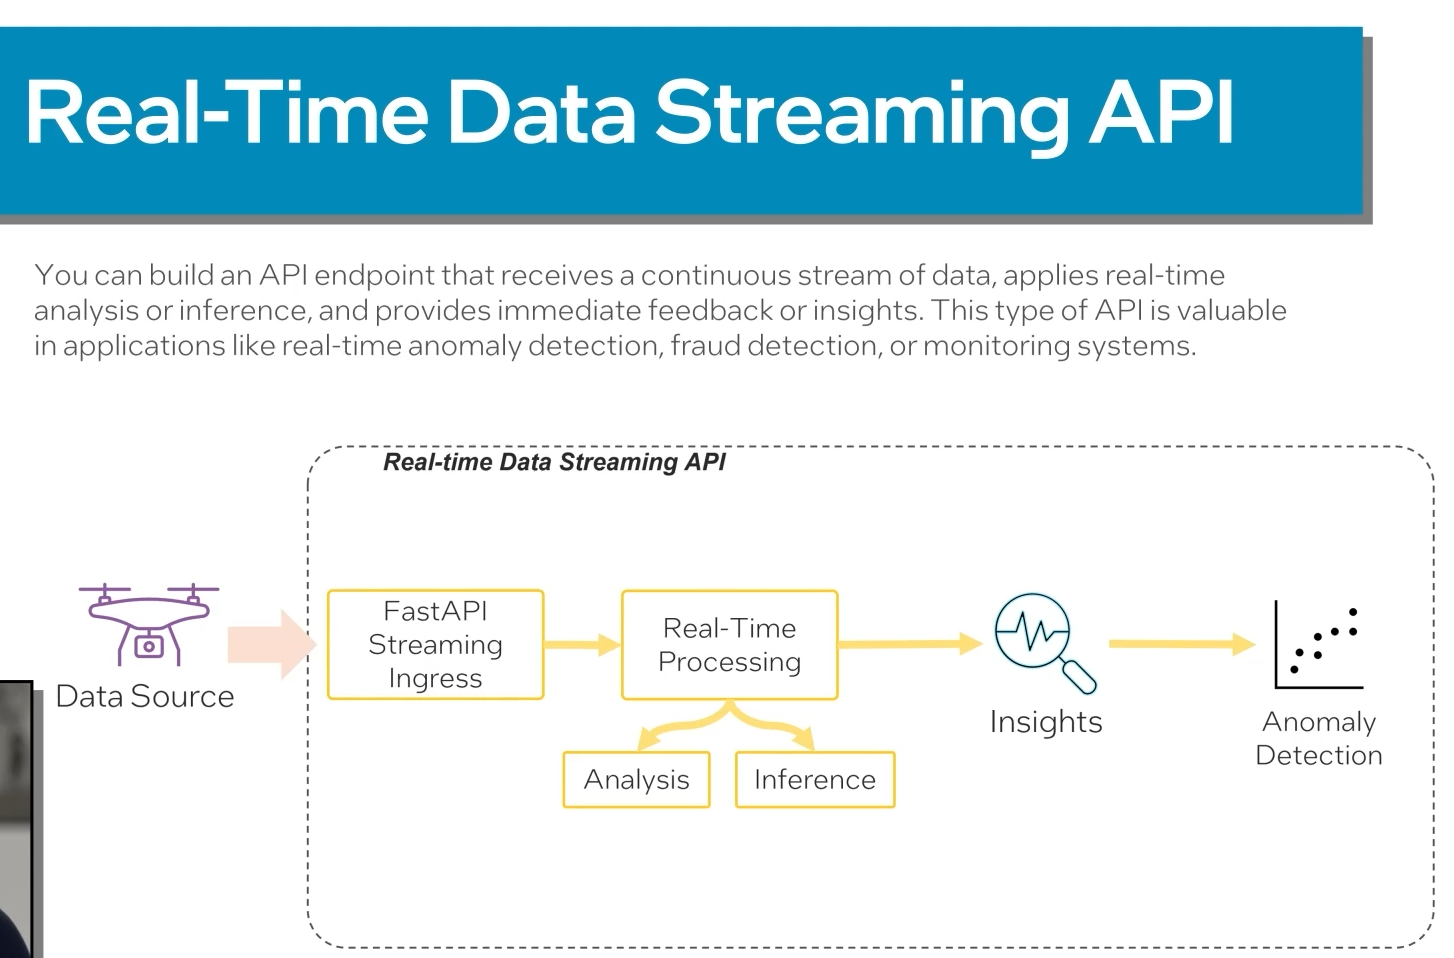 Real-Time Data Streaming API
You can build an API endpoint that receives a continuous stream of data, applies real-time
analysis or inference, and provides immediate feedback or insights. This type of API is valuable
in applications like real-time anomaly detection, fraud detection, or monitoring systems.
Real-time Data Streaming API
Data Source
FastAPI
Streaming
Ingress
Real-Time
Processing
Analysis
Inference
Insights
Anomaly
Detection